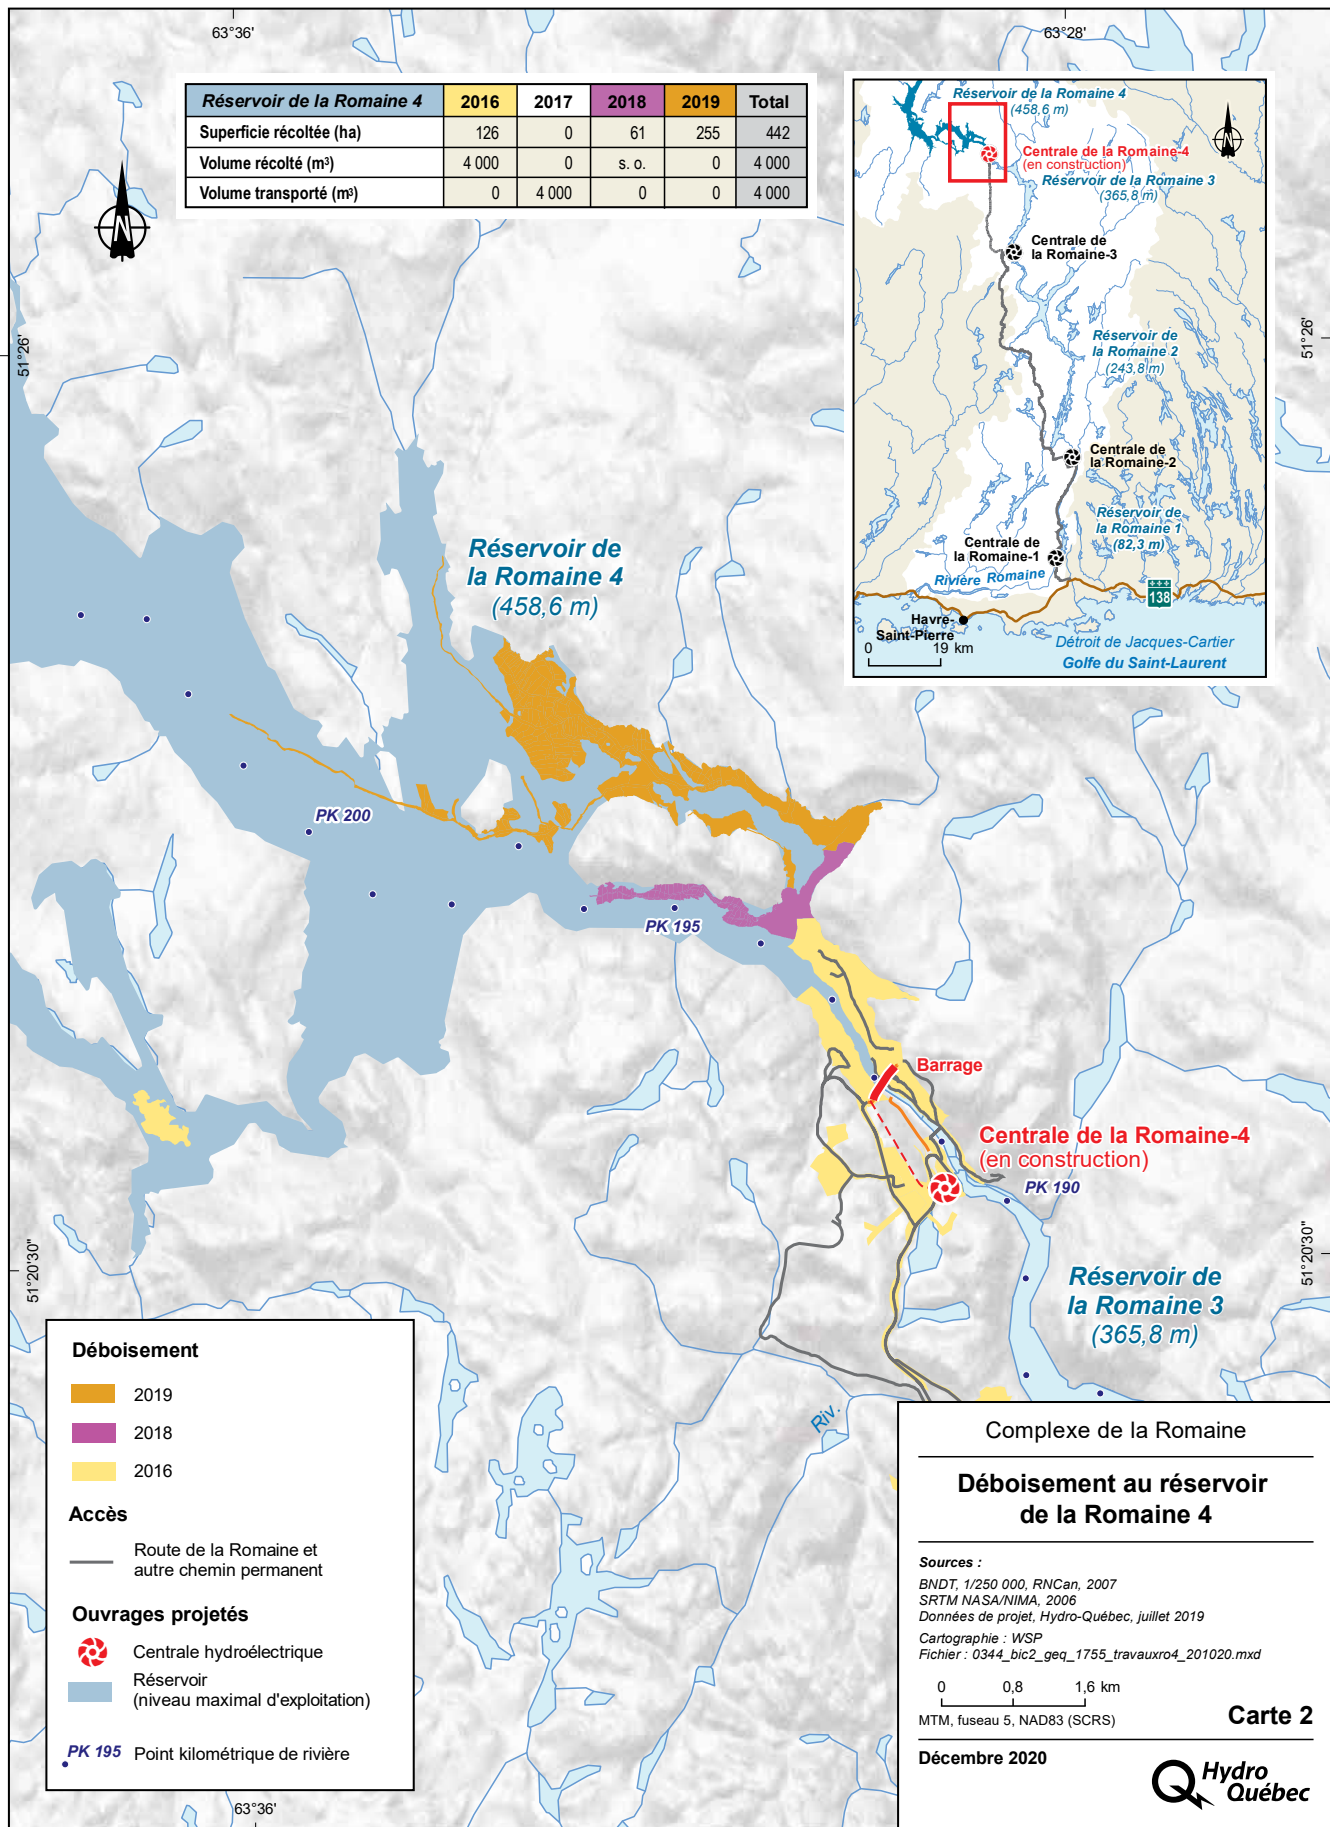 63°36'
63°28'
Réservoir de la Romaine 4 2016 2017 2018 2019 Total
Superficie récoltée (ha) 126 0 61 255 442
Volume récolté (m³) 4 000 0 s. o. 0 4 000
Volume transporté (m³) 0 4 000 0 0 4 000
N
Réservoir de la Romaine 4
(458,6 m)
N
Centrale de la Romaine-4
(en construction)
Réservoir de la Romaine 3
(365,8 m)
Centrale de
la Romaine-3
Réservoir de
la Romaine 2
(243,8 m)
Centrale de
la Romaine-2
Réservoir de
la Romaine 1
(82,3 m)
Centrale de
la Romaine-1
Rivière Romaine
138
Havre-
Saint-Pierre
0 19 km
Détroit de Jacques-Cartier
Golfe du Saint-Laurent
51°26'
51°26'
Réservoir de
la Romaine 4
(458,6 m)
PK 200
PK 195
Barrage
Centrale de la Romaine-4
(en construction)
PK 190
51°20'30"
51°20'30"
Réservoir de
la Romaine 3
(365,8 m)
Riv.
Déboisement
2019
2018
2016
Accès
Route de la Romaine et
autre chemin permanent
Ouvrages projetés
Centrale hydroélectrique
Réservoir
(niveau maximal d'exploitation)
PK 195 Point kilométrique de rivière
63°36'
Complexe de la Romaine
Déboisement au réservoir
de la Romaine 4
Sources :
BNDT, 1/250 000, RNCan, 2007
SRTM NASA/NIMA, 2006
Données de projet, Hydro-Québec, juillet 2019
Cartographie : WSP
Fichier : 0344_bic2_geq_1755_travauxro4_201020.mxd
0 0,8 1,6 km
MTM, fuseau 5, NAD83 (SCRS)
Carte 2
Décembre 2020
Hydro
Québec